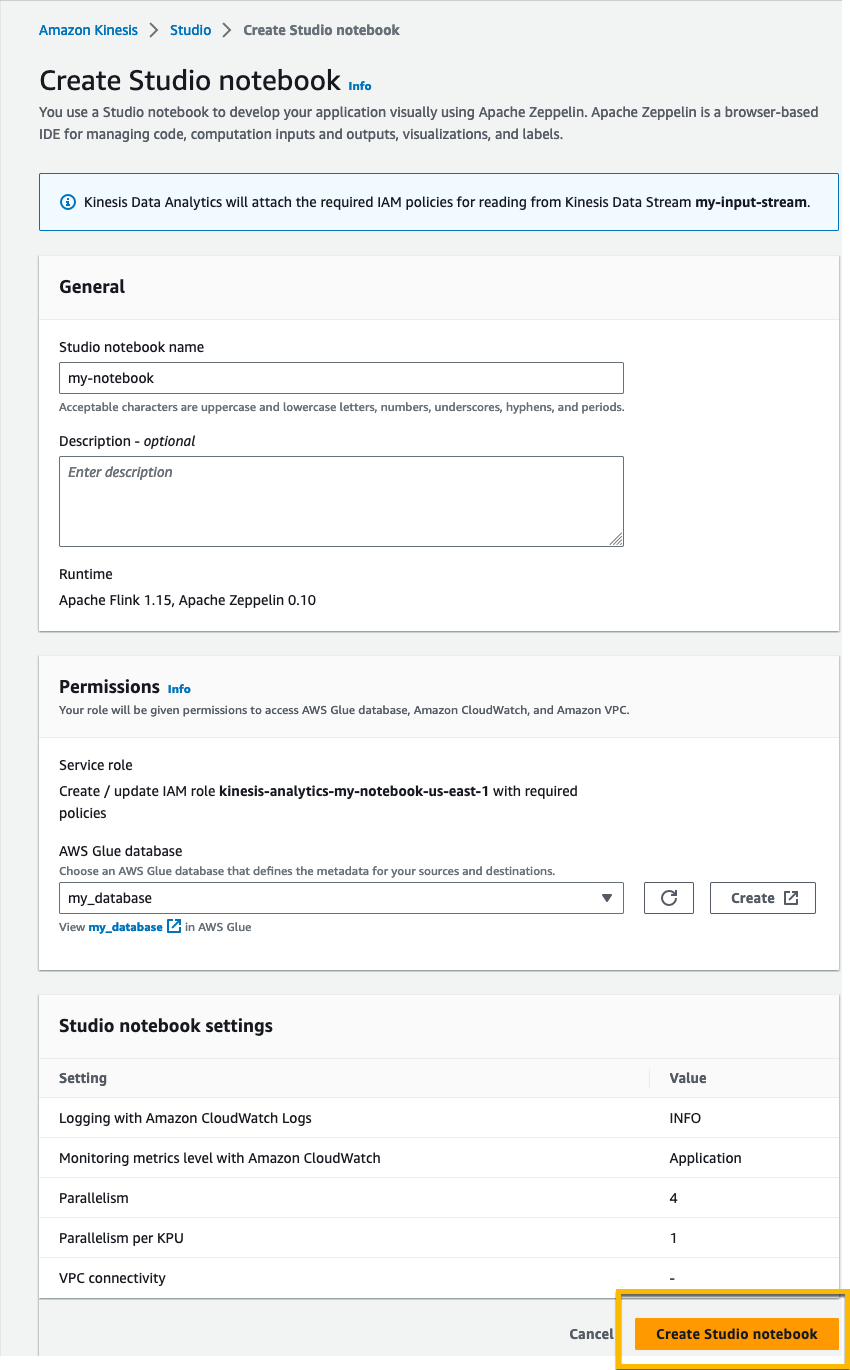 Amazon Kinesis > Studio > Create Studio notebook
Create Studio notebook Info
You use a Studio notebook to develop your application visually using Apache Zeppelin. Apache Zeppelin is a browser-based
IDE for managing code, computation inputs and outputs, visualizations, and labels.
Kinesis Data Analytics will attach the required IAM policies for reading from Kinesis Data Stream my-input-stream.
General
Studio notebook name
my-notebook
Acceptable characters are uppercase and lowercase letters, numbers, underscores, hyphens, and periods.
Description - optional
Enter description
Runtime
Apache Flink 1.15, Apache Zeppelin 0.10
Permissions Info
Your role will be given permissions to access AWS Glue database, Amazon CloudWatch, and Amazon VPC.
Service role
Create / update IAM role kinesis-analytics-my-notebook-us-east-1 with required
policies
AWS Glue database
Choose an AWS Glue database that defines the metadata for your sources and destinations.
my_database Create
View my_database in AWS Glue
Studio notebook settings
Setting Value
Logging with Amazon CloudWatch Logs INFO
Monitoring metrics level with Amazon CloudWatch Application
Parallelism 4
Parallelism per KPU 1
VPC connectivity -
Cancel Create Studio notebook